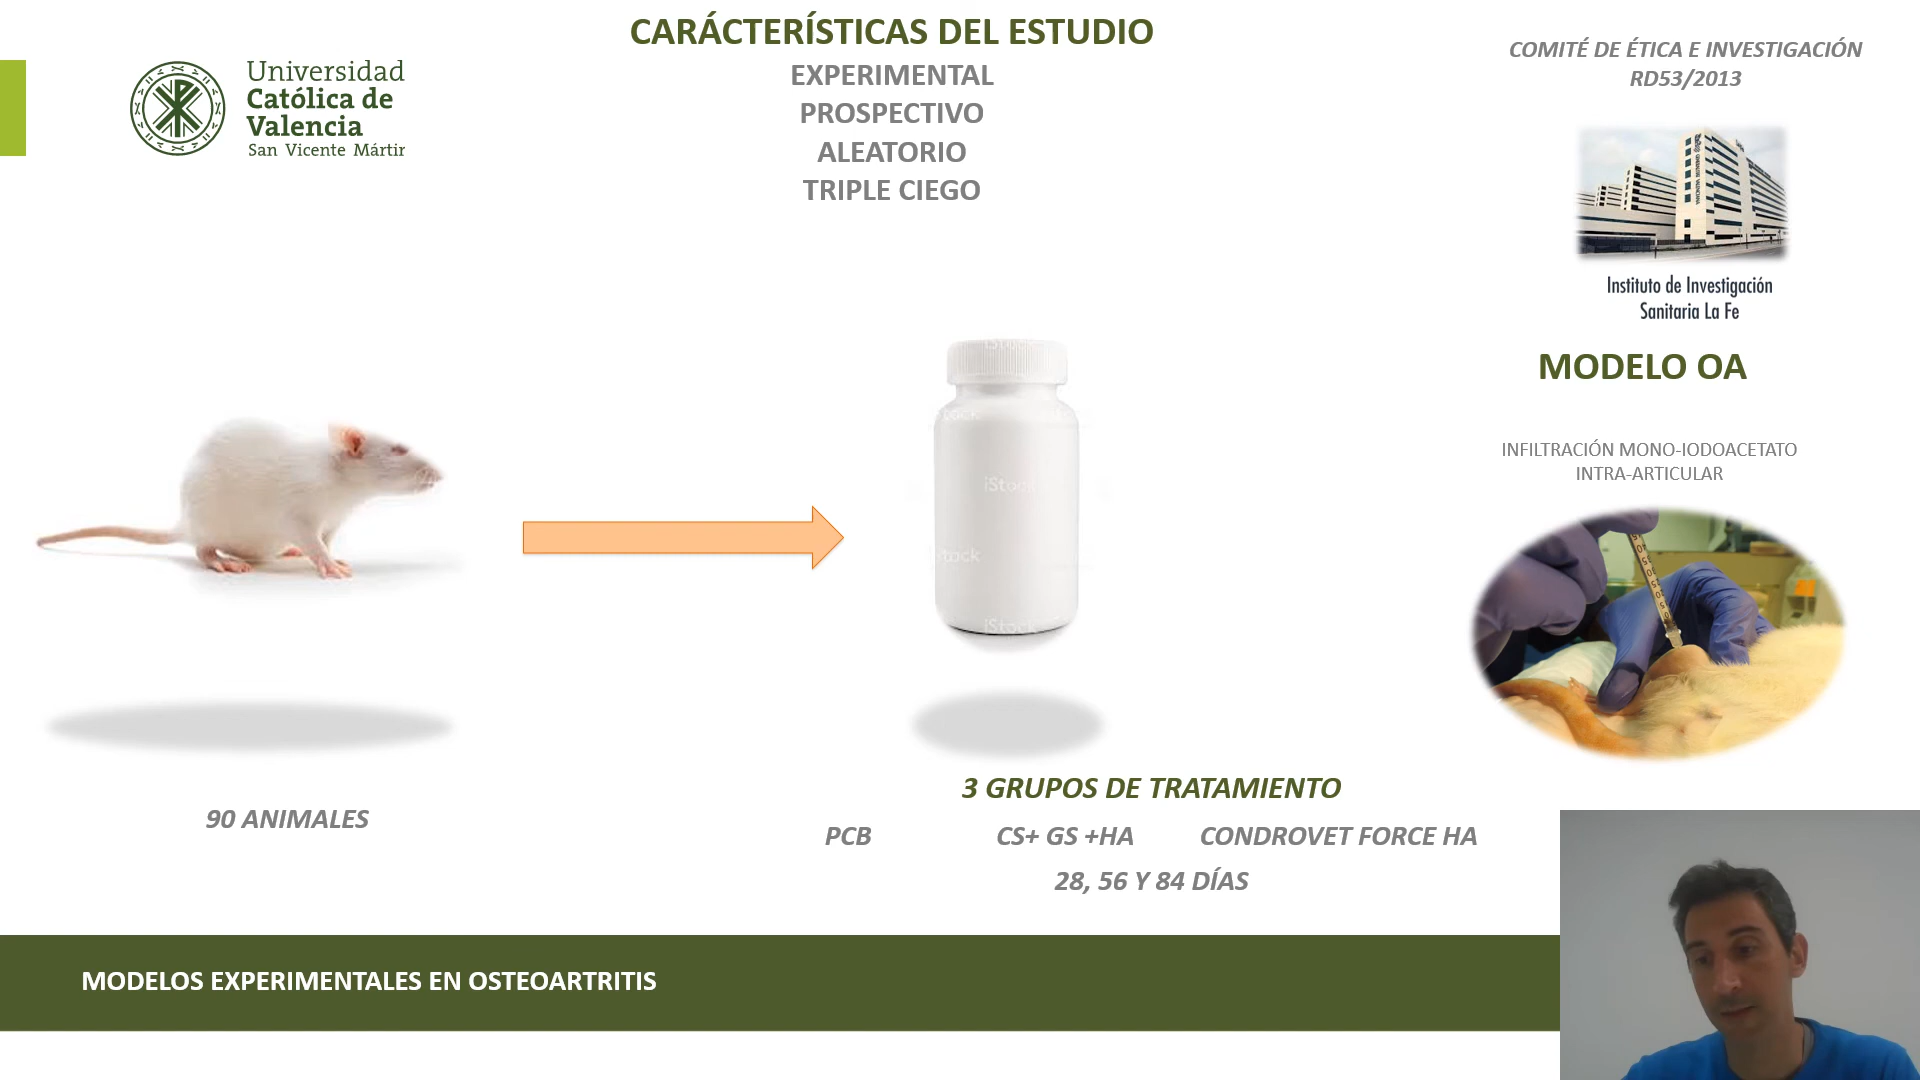 CARÁCTERÍSTICAS DEL ESTUDIO
EXPERIMENTAL
PROSPECTIVO
ALEATORIO
TRIPLE CIEGO
Universidad
Católica de
Valencia
San Vicente Mártir
COMITÉ DE ÉTICA E INVESTIGACIÓN
RD53/2013
Instituto de Investigación
Sanitaria La Fe
MODELO OA
INFILTRACIÓN MONO-IODOACETATO
INTRA-ARTICULAR
iStock
iStock
90 ANIMALES
3 GRUPOS DE TRATAMIENTO
PCB CS+ GS +HA CONDROVET FORCE HA
28, 56 Y 84 DÍAS
MODELOS EXPERIMENTALES EN OSTEOARTRITIS